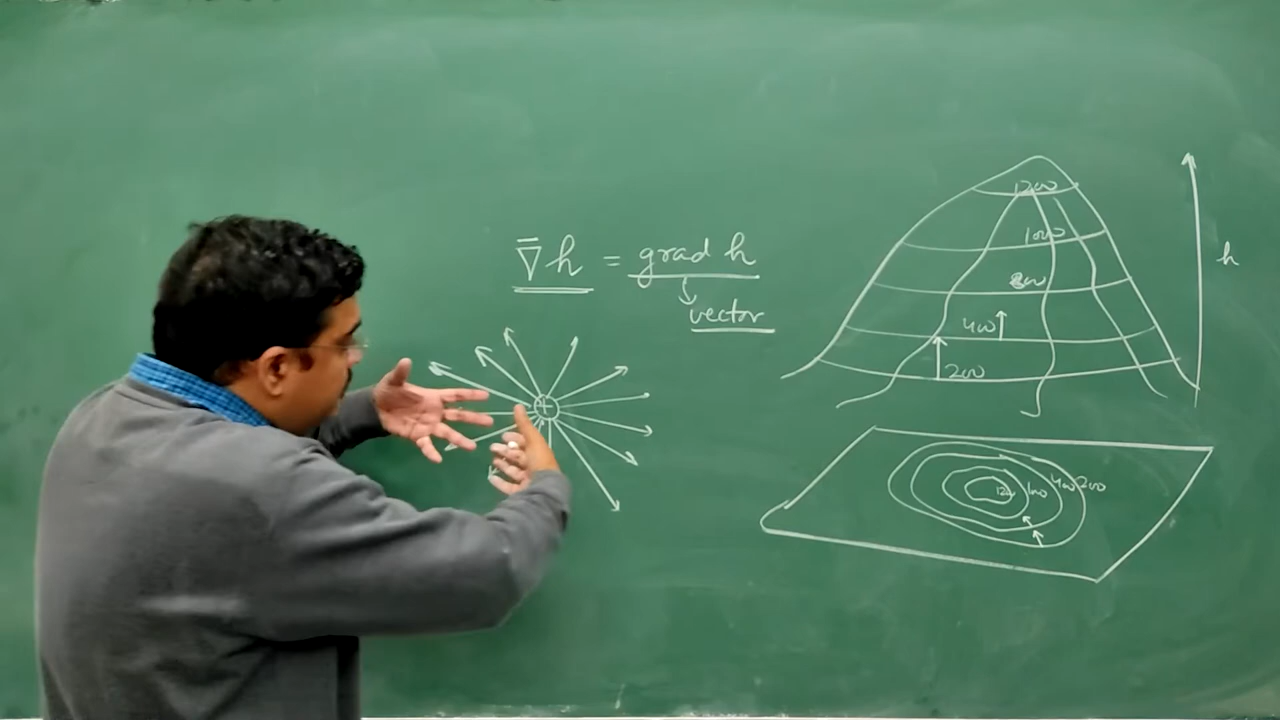 ∇̅h = grad h
↓
vector
+
1200
1000
800
400
200
h
1200 1000 400 200